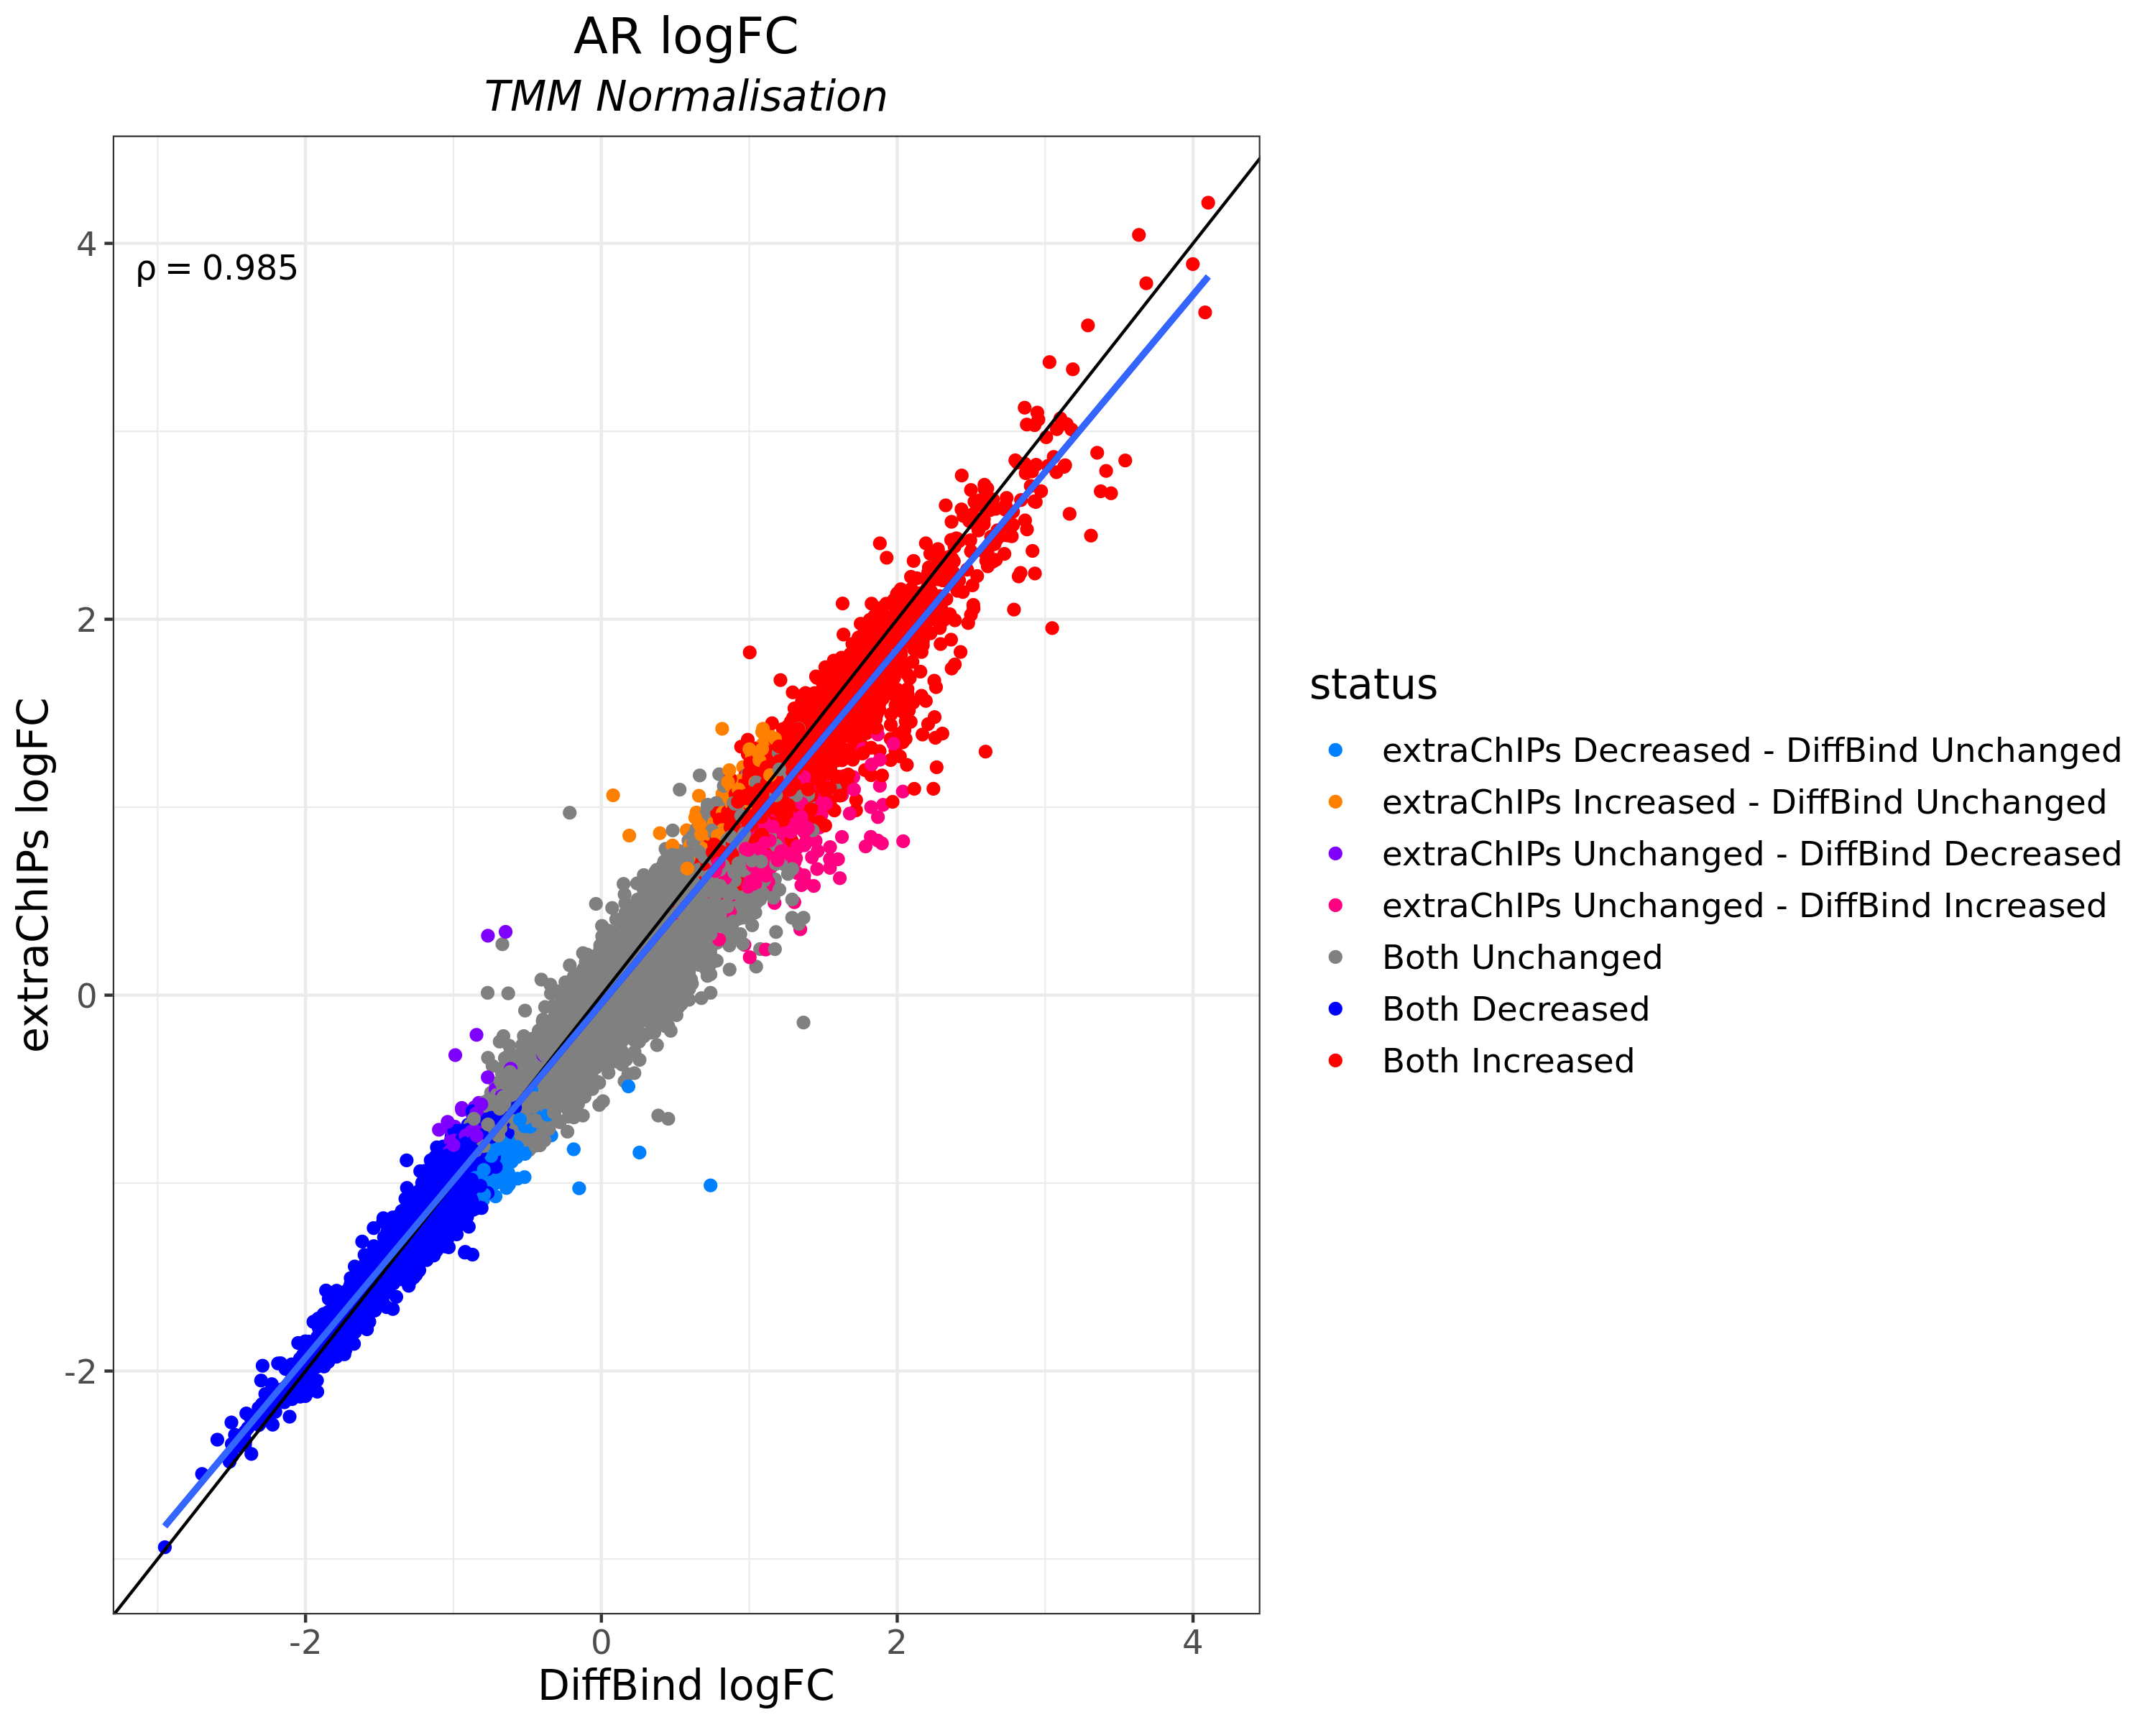 AR logFC
TMM Normalisation
ρ = 0.985
4
2
0
-2
-2
0
2
4
DiffBind logFC
extraChIPs logFC
status
extraChIPs Decreased - DiffBind Unchanged
extraChIPs Increased - DiffBind Unchanged
extraChIPs Unchanged - DiffBind Decreased
extraChIPs Unchanged - DiffBind Increased
Both Unchanged
Both Decreased
Both Increased